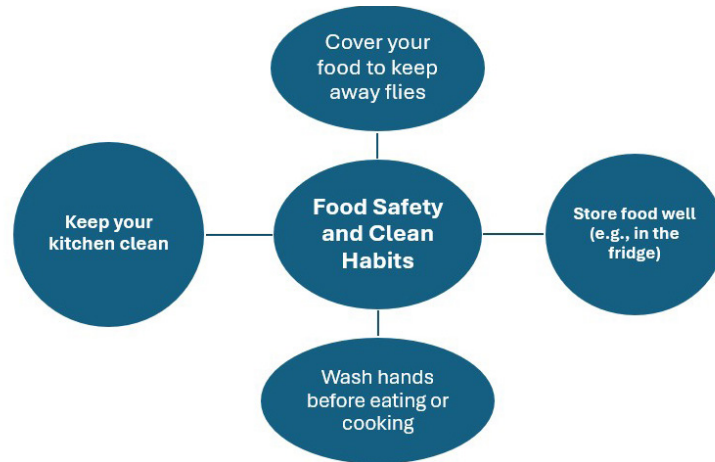 Cover your
food to keep
away flies
Keep your
kitchen clean
Food Safety
and Clean
Habits
Store food well
(e.g., in the
fridge)
Wash hands
before eating or
cooking